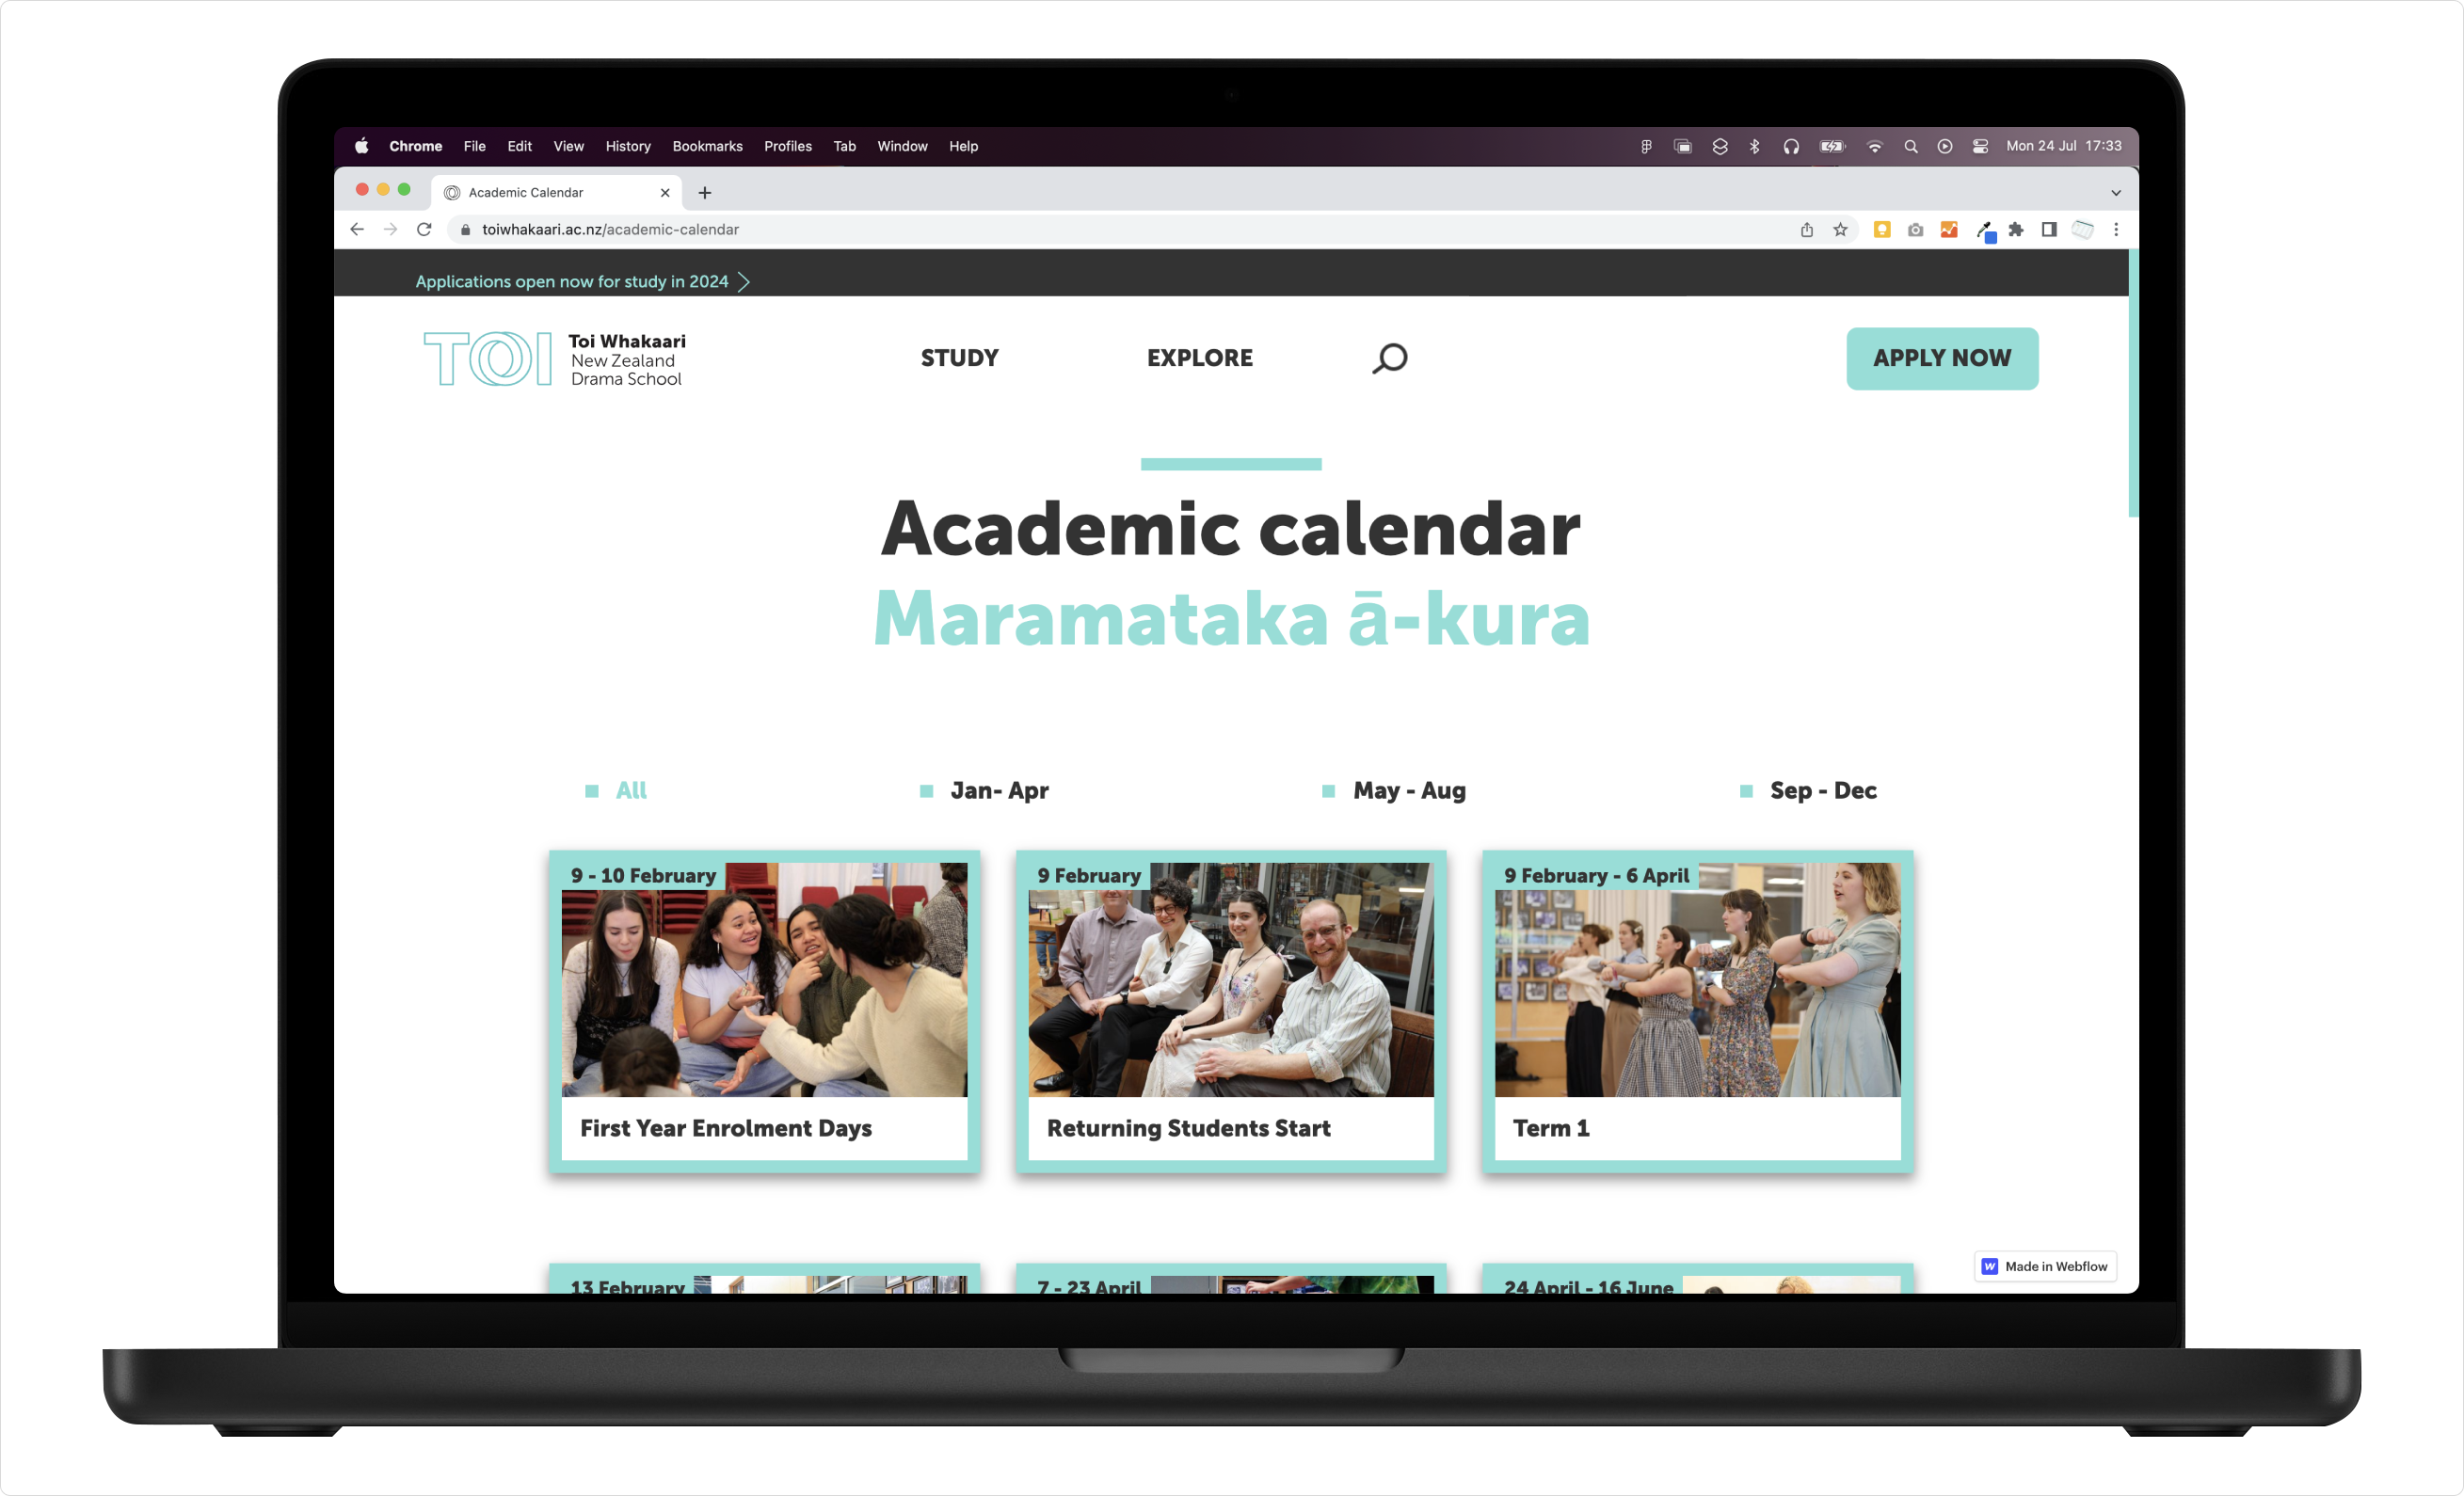 Chrome File Edit View History Bookmarks Profiles Tab Window Help Mon 24 Jul 17:33
Academic Calendar
toiwhakaari.ac.nz/academic-calendar
Applications open now for study in 2024
TOI
Toi Whakaari
New Zealand
Drama School
STUDY EXPLORE APPLY NOW
Academic calendar
Maramataka ā-kura
All Jan- Apr May - Aug Sep - Dec
9 - 10 February 9 February 9 February - 6 April
First Year Enrolment Days Returning Students Start Term 1
Made in Webflow
13 February 7 - 23 April 24 April - 16 June